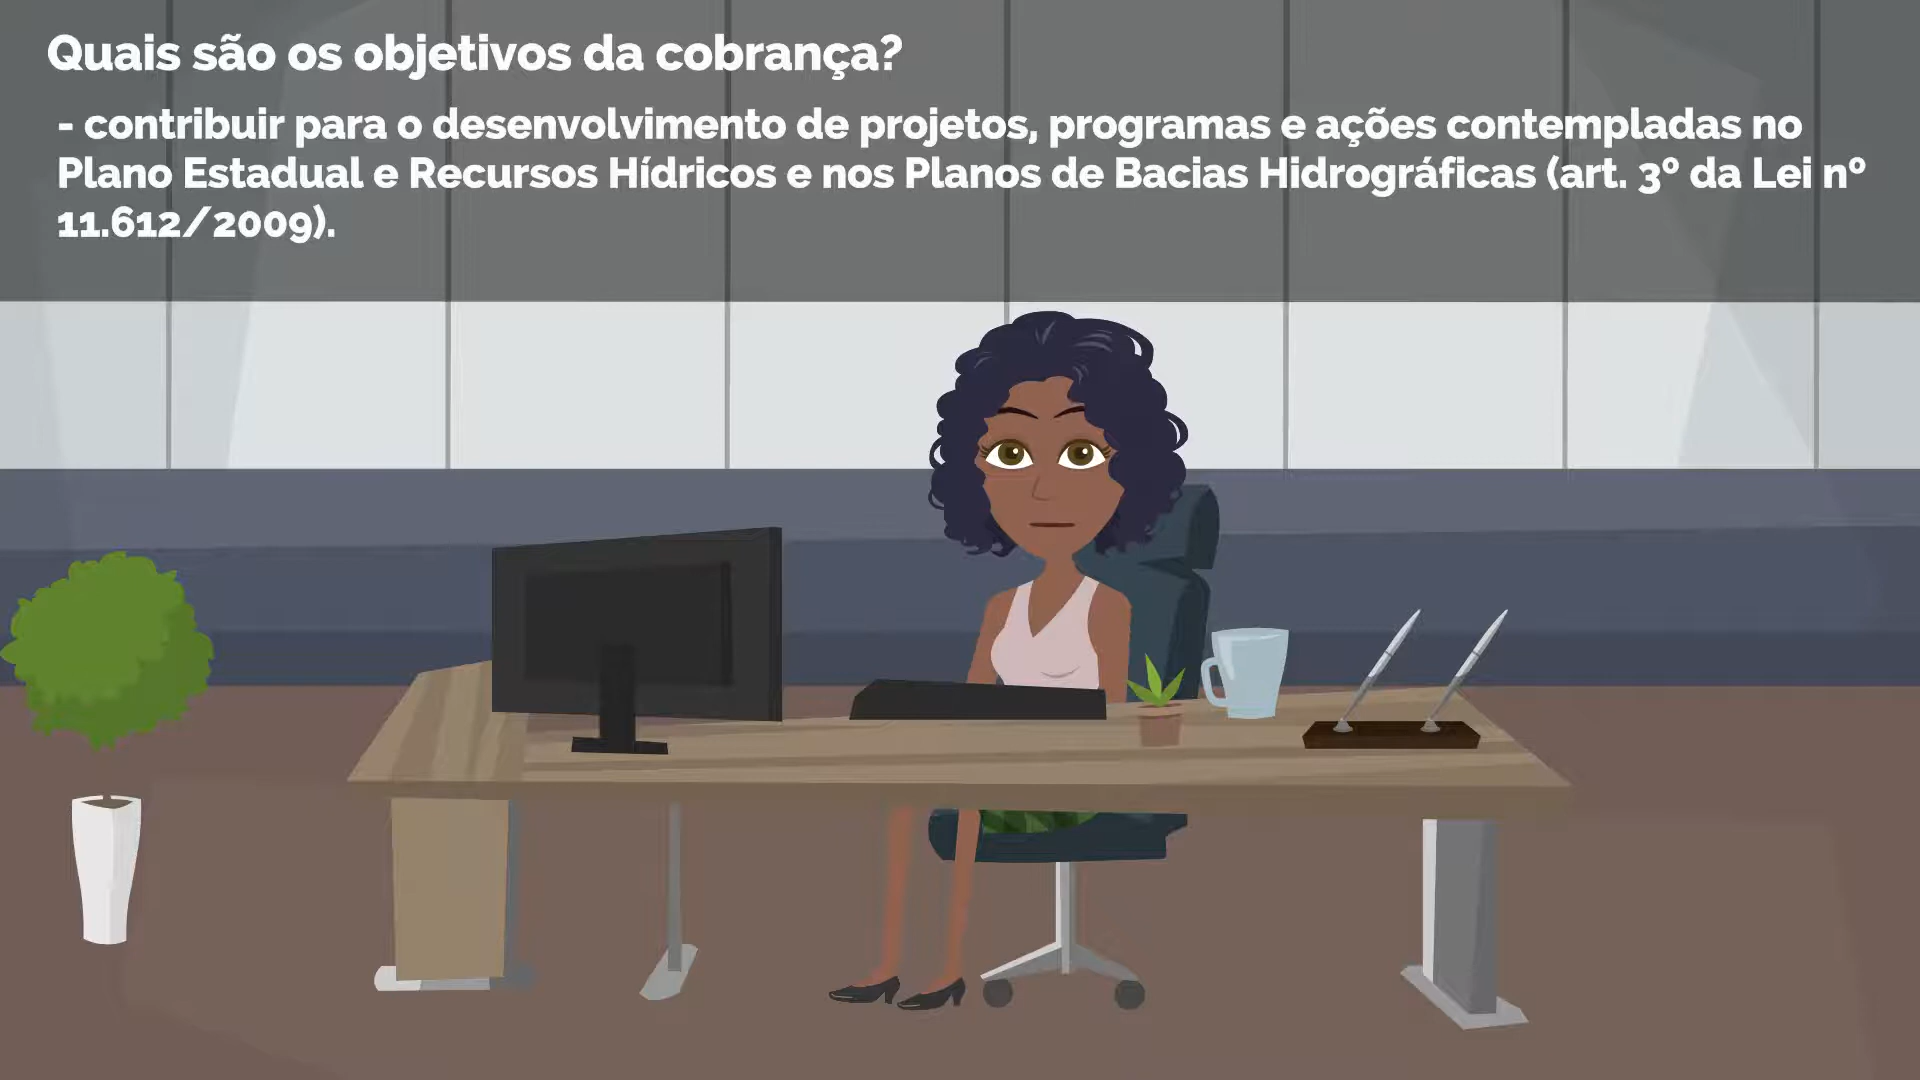 Quais são os objetivos da cobrança?
- contribuir para o desenvolvimento de projetos, programas e ações contempladas no
Plano Estadual e Recursos Hídricos e nos Planos de Bacias Hidrográficas (art. 3º da Lei nº
11.612/2009).